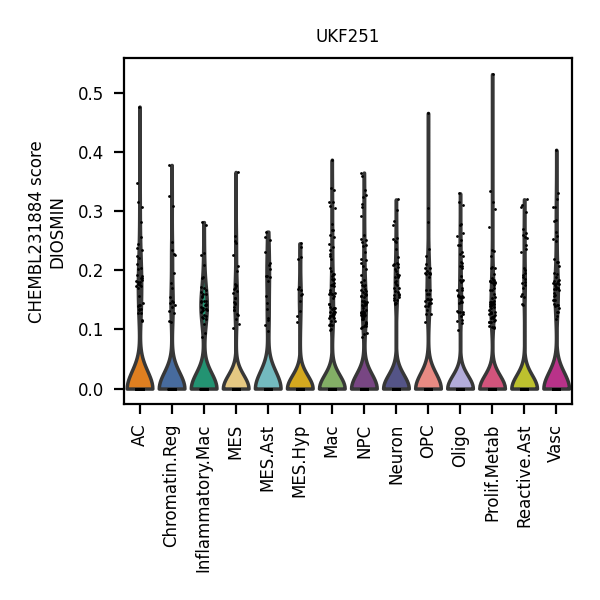 UKF251
CHEMBL231884 score
DIOSMIN
0.5
0.4
0.3
0.2
0.1
0.0
AC
Chromatin.Reg
Inflammatory.Mac
MES
MES.Ast
MES.Hyp
Mac
NPC
Neuron
OPC
Oligo
Prolif.Metab
Reactive.Ast
Vasc